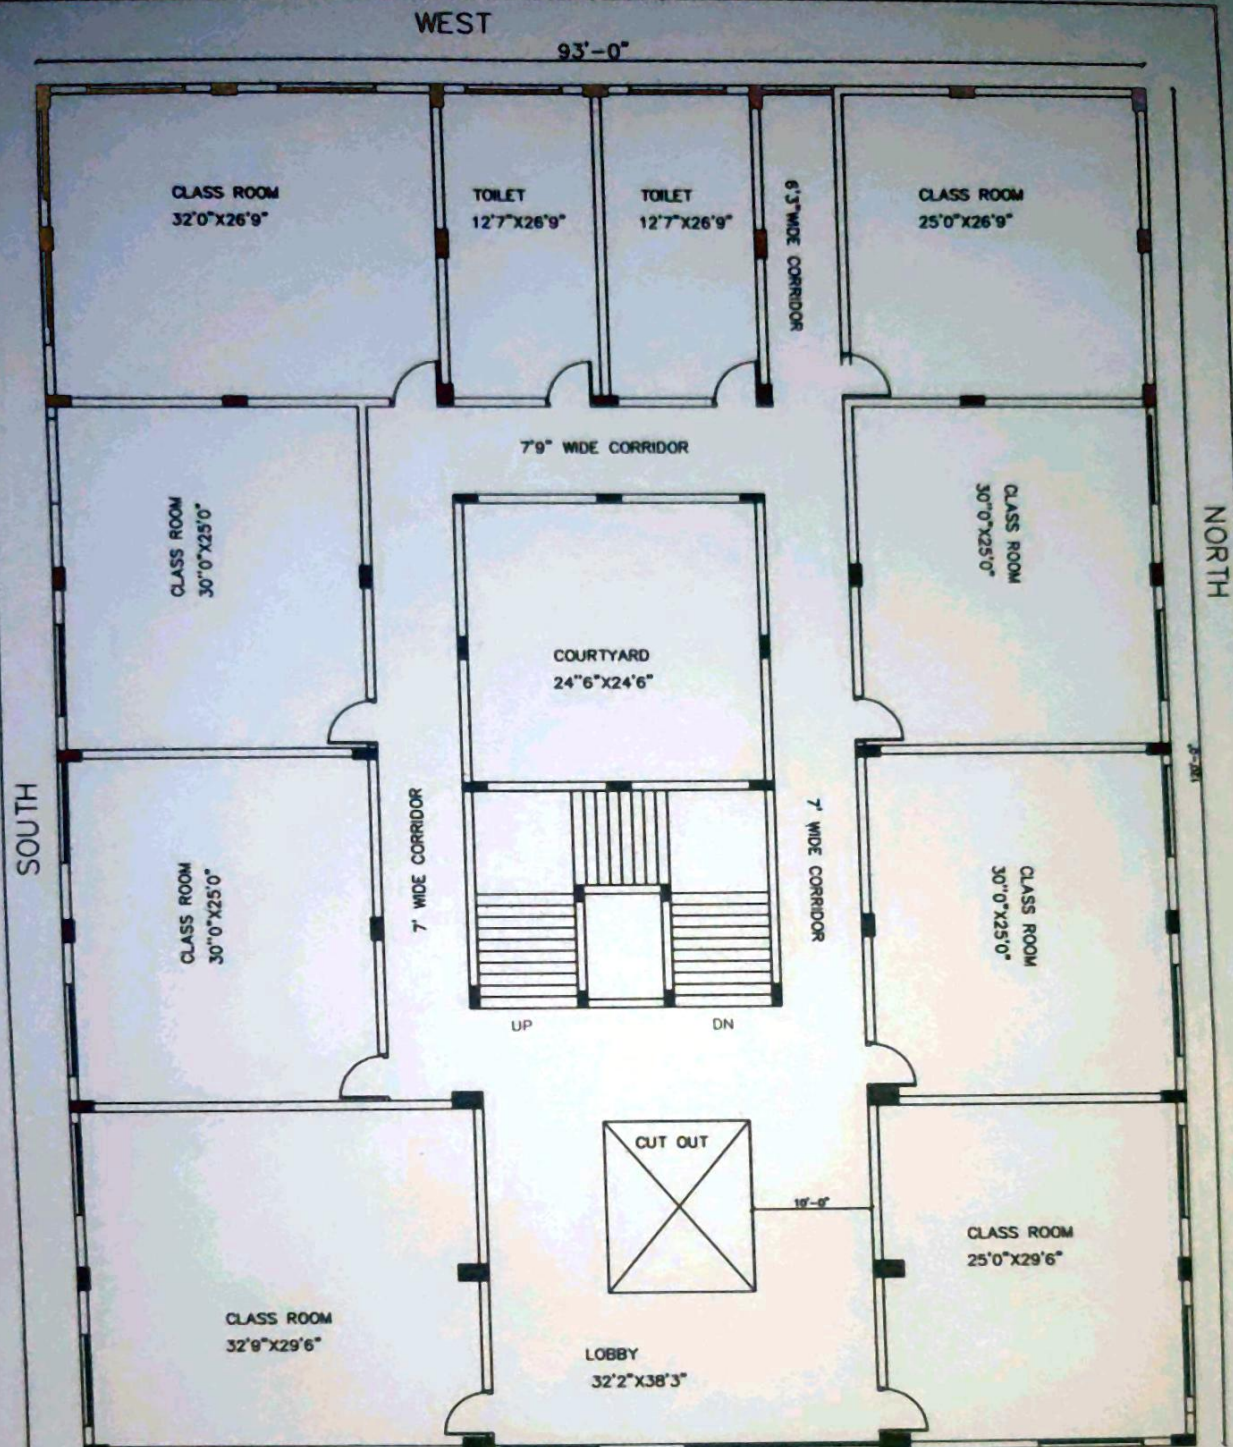 WEST
93'-0"
CLASS ROOM
32'0"X26'9"
TOILET
12'7"X26'9"
TOILET
12'7"X26'9"
6'3"WIDE CORRIDOR
CLASS ROOM
25'0"X26'9"
7'9" WIDE CORRIDOR
CLASS ROOM
30''0"X25'0"
CLASS ROOM
30''0"X25'0"
NORTH
COURTYARD
24''6"X24'6"
SOUTH
7' WIDE CORRIDOR
7' WIDE CORRIDOR
CLASS ROOM
30''0"X25'0"
CLASS ROOM
30''0"X25'0"
UP
DN
CUT OUT
10'-0"
CLASS ROOM
25'0"X29'6"
CLASS ROOM
32'9"X29'6"
LOBBY
32'2"X38'3"